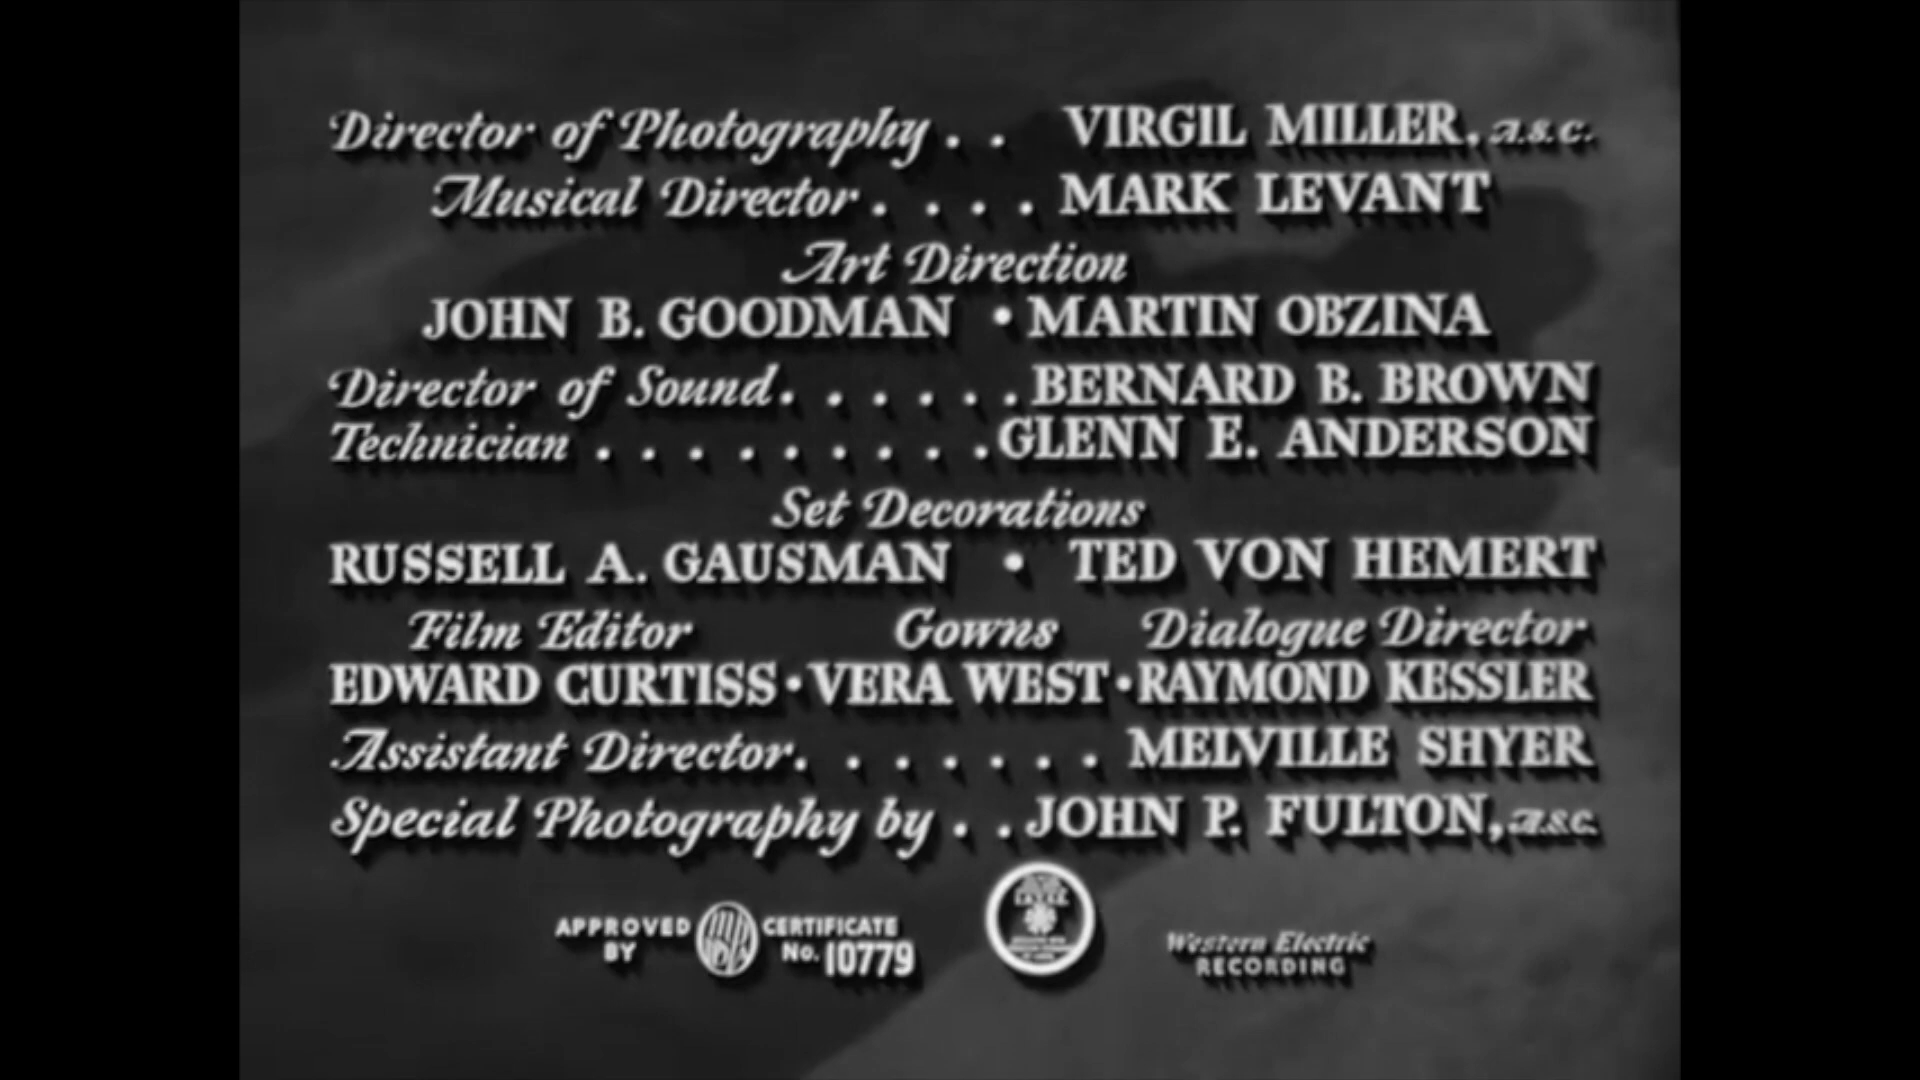 Director of Photography . . VIRGIL MILLER, A.S.C.
Musical Director . . . . MARK LEVANT
Art Direction
JOHN B. GOODMAN • MARTIN OBZINA
Director of Sound . . . . . . BERNARD B. BROWN
Technician . . . . . . . . . GLENN E. ANDERSON
Set Decorations
RUSSELL A. GAUSMAN • TED VON HEMERT
Film Editor Gowns Dialogue Director
EDWARD CURTISS • VERA WEST • RAYMOND KESSLER
Assistant Director . . . . . . . MELVILLE SHYER
Special Photography by . . JOHN P. FULTON, A.S.C.
APPROVED BY CERTIFICATE No. 10779
Western Electric
RECORDING